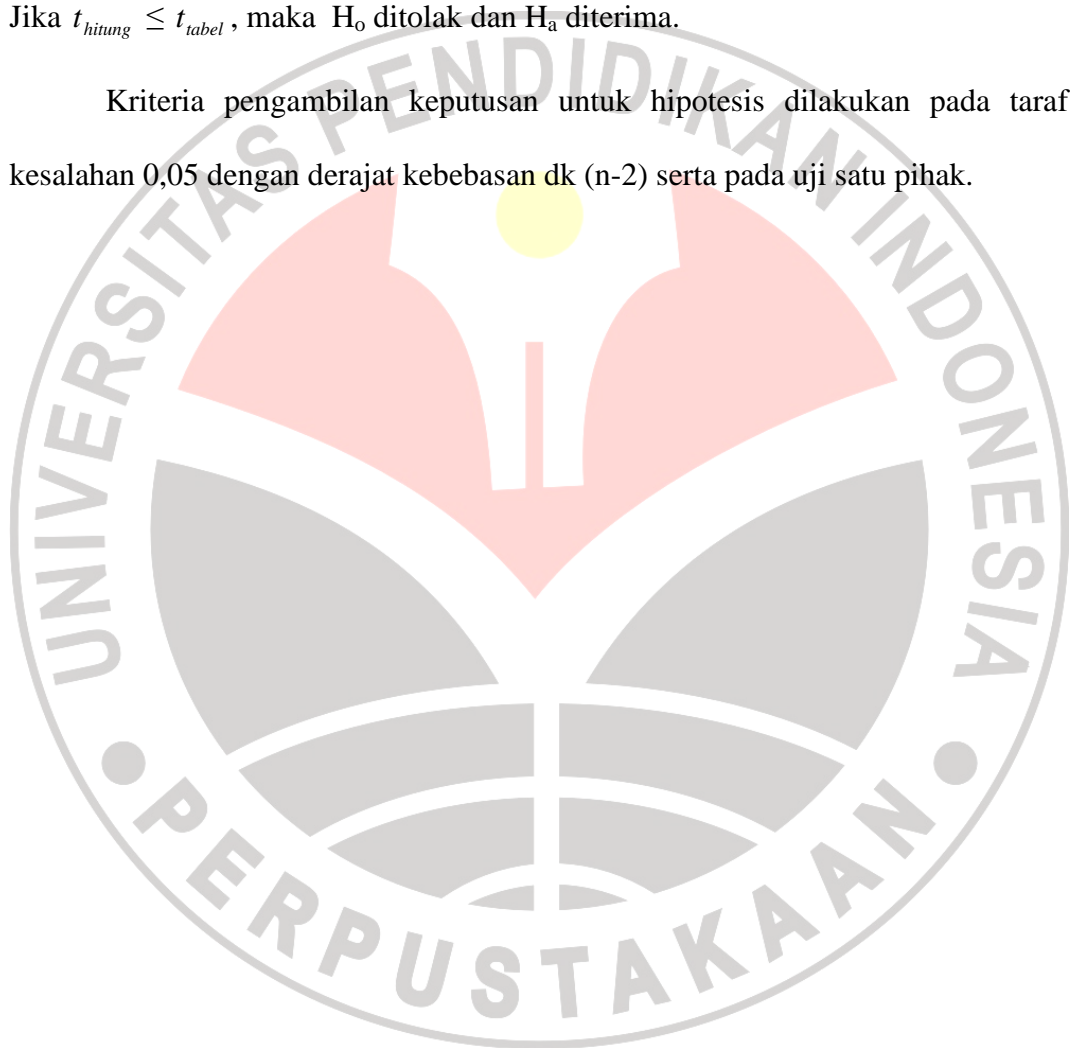 Jika t_hitung ≤ t_tabel , maka H_o ditolak dan H_a diterima.
Kriteria pengambilan keputusan untuk hipotesis dilakukan pada taraf
kesalahan 0,05 dengan derajat kebebasan dk (n-2) serta pada uji satu pihak.
UNIVERSITAS PENDIDIKAN INDONESIA
PERPUSTAKAAN